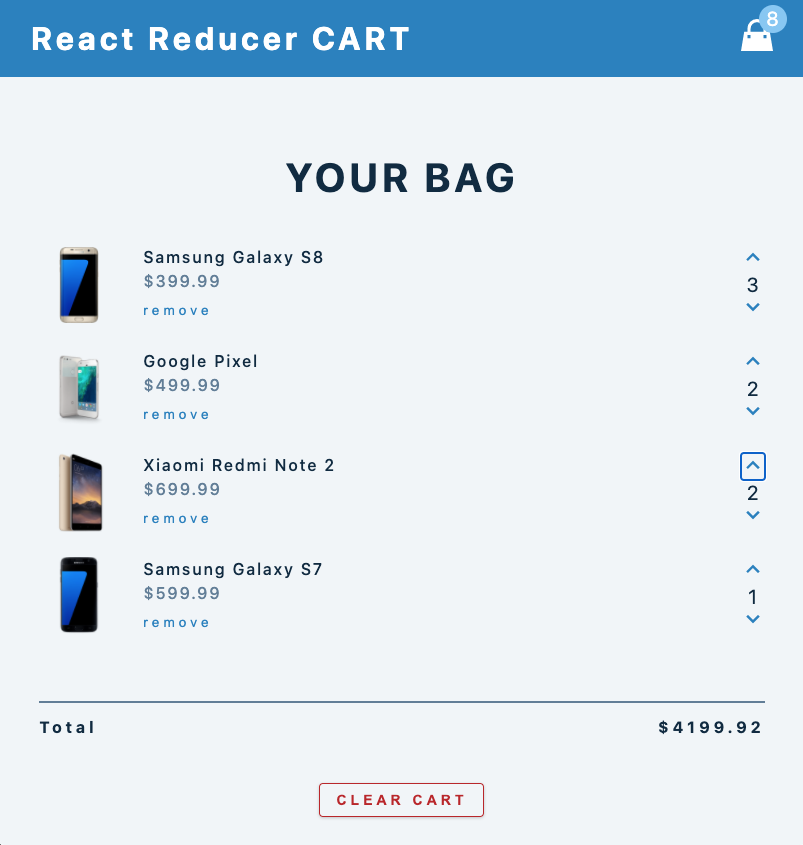 React Reducer CART
8
YOUR BAG
Samsung Galaxy S8
$399.99
remove
3
Google Pixel
$499.99
remove
2
Xiaomi Redmi Note 2
$699.99
remove
2
Samsung Galaxy S7
$599.99
remove
1
Total $4199.92
CLEAR CART